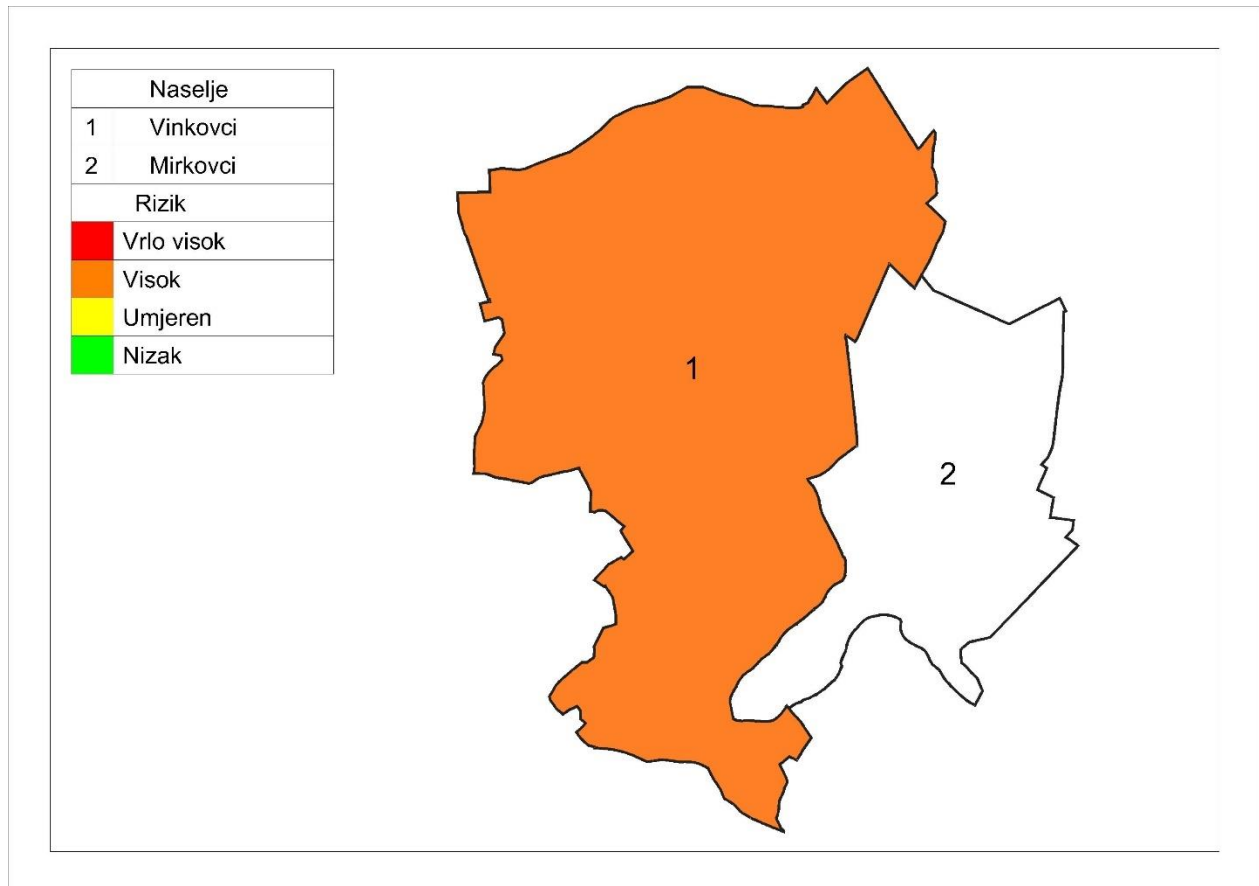 Naselje
1 Vinkovci
2 Mirkovci
Rizik
Vrlo visok
Visok
Umjeren
Nizak
1
2